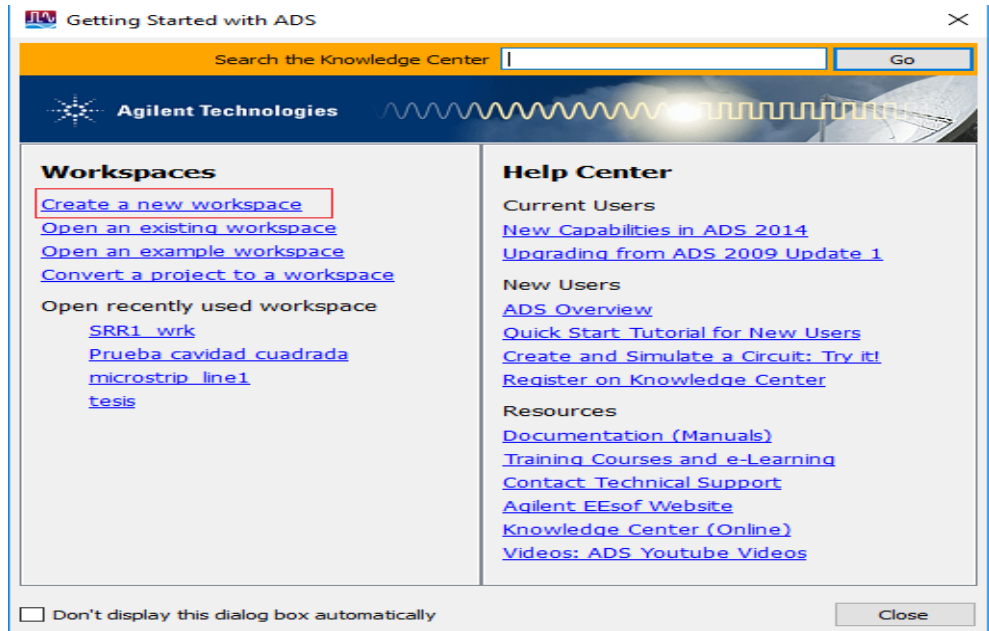 Getting Started with ADS
Search the Knowledge Center
Go
Agilent Technologies
Workspaces
Create a new workspace
Open an existing workspace
Open an example workspace
Convert a project to a workspace
Open recently used workspace
SRR1_wrk
Prueba cavidad cuadrada
microstrip_line1
tesis
Help Center
Current Users
New Capabilities in ADS 2014
Upgrading from ADS 2009 Update 1
New Users
ADS Overview
Quick Start Tutorial for New Users
Create and Simulate a Circuit: Try it!
Register on Knowledge Center
Resources
Documentation (Manuals)
Training Courses and e-Learning
Contact Technical Support
Agilent EEsof Website
Knowledge Center (Online)
Videos: ADS Youtube Videos
Don't display this dialog box automatically
Close